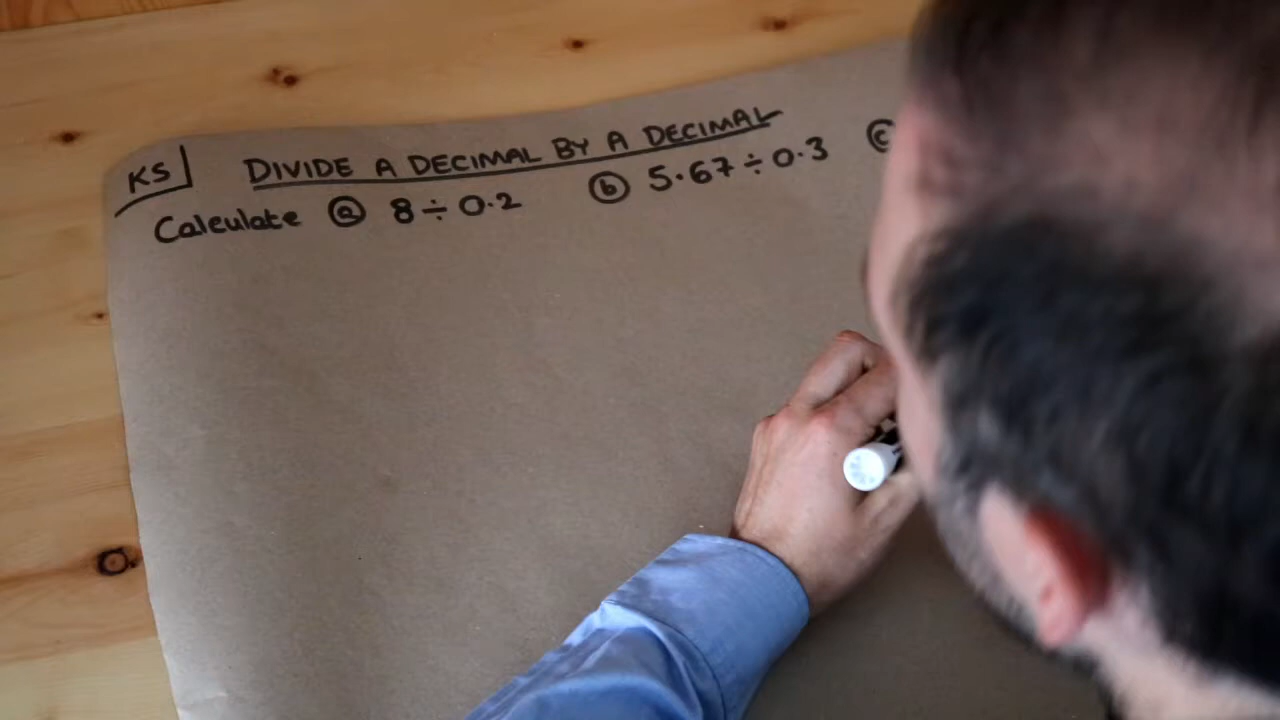 KS
DIVIDE A DECIMAL BY A DECIMAL
Calculate ⓐ 8 ÷ 0.2 ⓑ 5.67 ÷ 0.3 ⓒ